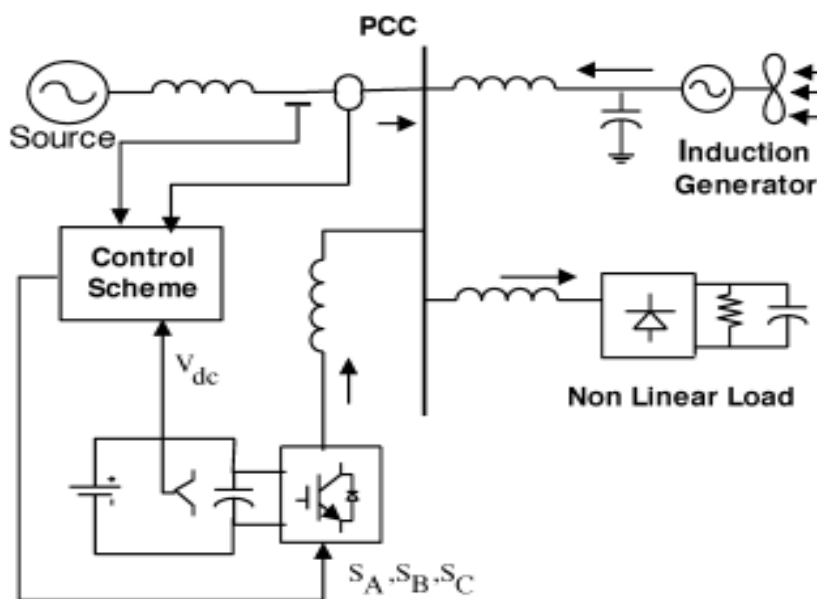 PCC
Source
Induction
Generator
Control
Scheme
Vdc
Non Linear Load
+
-
SA,SB,SC